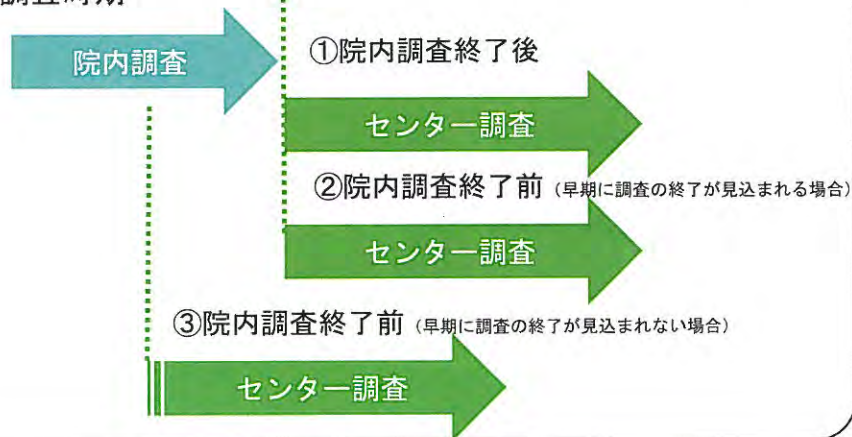 調査時期
院内調査
①院内調査終了後
センター調査
②院内調査終了前（早期に調査の終了が見込まれる場合）
センター調査
③院内調査終了前（早期に調査の終了が見込まれない場合）
センター調査